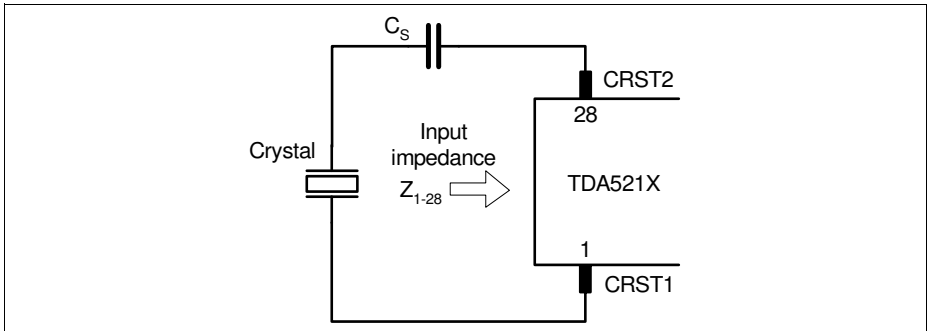 C_S
CRST2
28
Input
impedance
Crystal
Z_1-28
TDA521X
1
CRST1